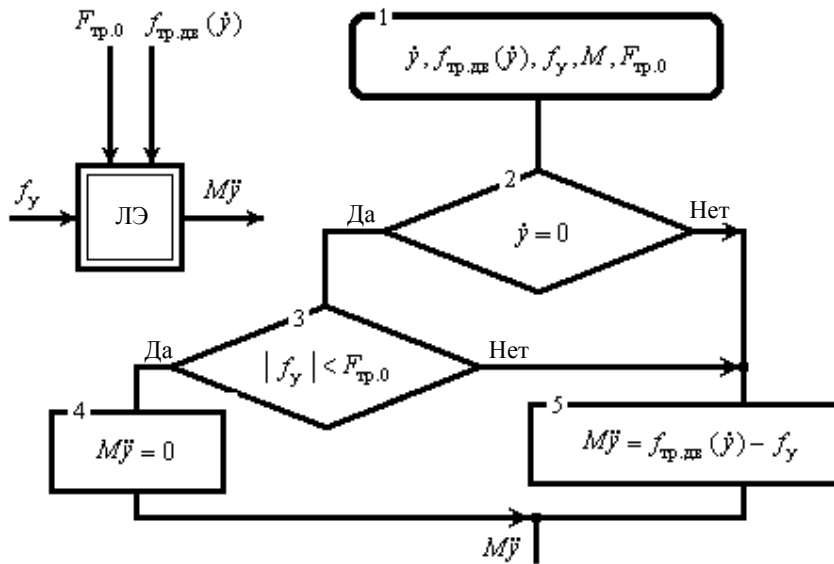 F_тр.0 f_тр.дв(ẏ)
f_у
ЛЭ
Mÿ
1
ẏ, f_тр.дв(ẏ), f_у, M, F_тр.0
2
Да
ẏ = 0
Нет
3
Да
| f_у | < F_тр.0
Нет
4
Mÿ = 0
5
Mÿ = f_тр.дв(ẏ) − f_у
Mÿ